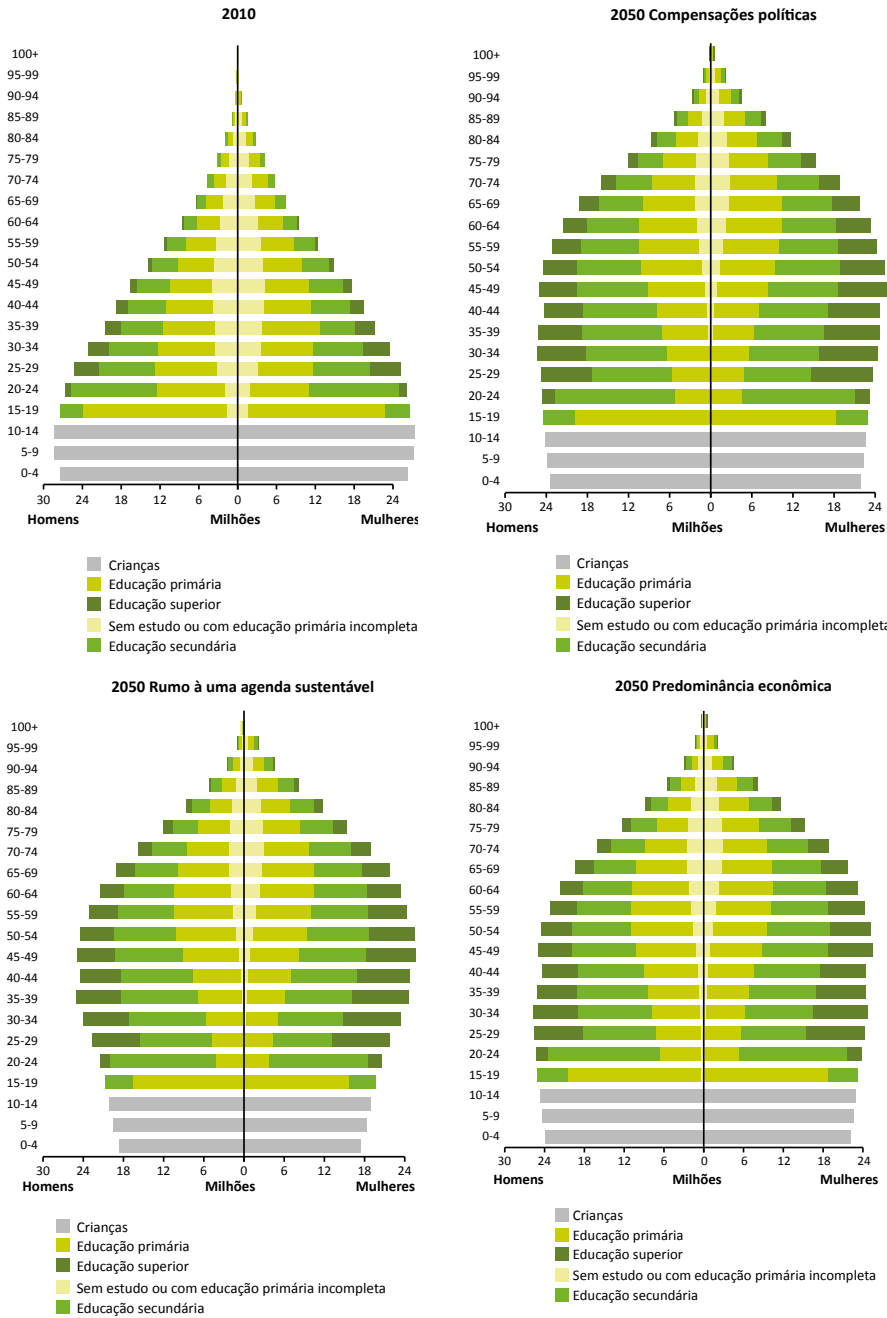 2010
100+
95-99
90-94
85-89
80-84
75-79
70-74
65-69
60-64
55-59
50-54
45-49
40-44
35-39
30-34
25-29
20-24
15-19
10-14
5-9
0-4
30 24 18 12 6 0 6 12 18 24
Homens Milhões Mulheres
Crianças
Educação primária
Educação superior
Sem estudo ou com educação primária incompleta
Educação secundária
2050 Compensações políticas
100+
95-99
90-94
85-89
80-84
75-79
70-74
65-69
60-64
55-59
50-54
45-49
40-44
35-39
30-34
25-29
20-24
15-19
10-14
5-9
0-4
30 24 18 12 6 0 6 12 18 24
Homens Milhões Mulheres
Crianças
Educação primária
Educação superior
Sem estudo ou com educação primária incompleta
Educação secundária
2050 Rumo à uma agenda sustentável
100+
95-99
90-94
85-89
80-84
75-79
70-74
65-69
60-64
55-59
50-54
45-49
40-44
35-39
30-34
25-29
20-24
15-19
10-14
5-9
0-4
30 24 18 12 6 0 6 12 18 24
Homens Milhões Mulheres
Crianças
Educação primária
Educação superior
Sem estudo ou com educação primária incompleta
Educação secundária
2050 Predominância econômica
100+
95-99
90-94
85-89
80-84
75-79
70-74
65-69
60-64
55-59
50-54
45-49
40-44
35-39
30-34
25-29
20-24
15-19
10-14
5-9
0-4
30 24 18 12 6 0 6 12 18 24
Homens Milhões Mulheres
Crianças
Educação primária
Educação superior
Sem estudo ou com educação primária incompleta
Educação secundária